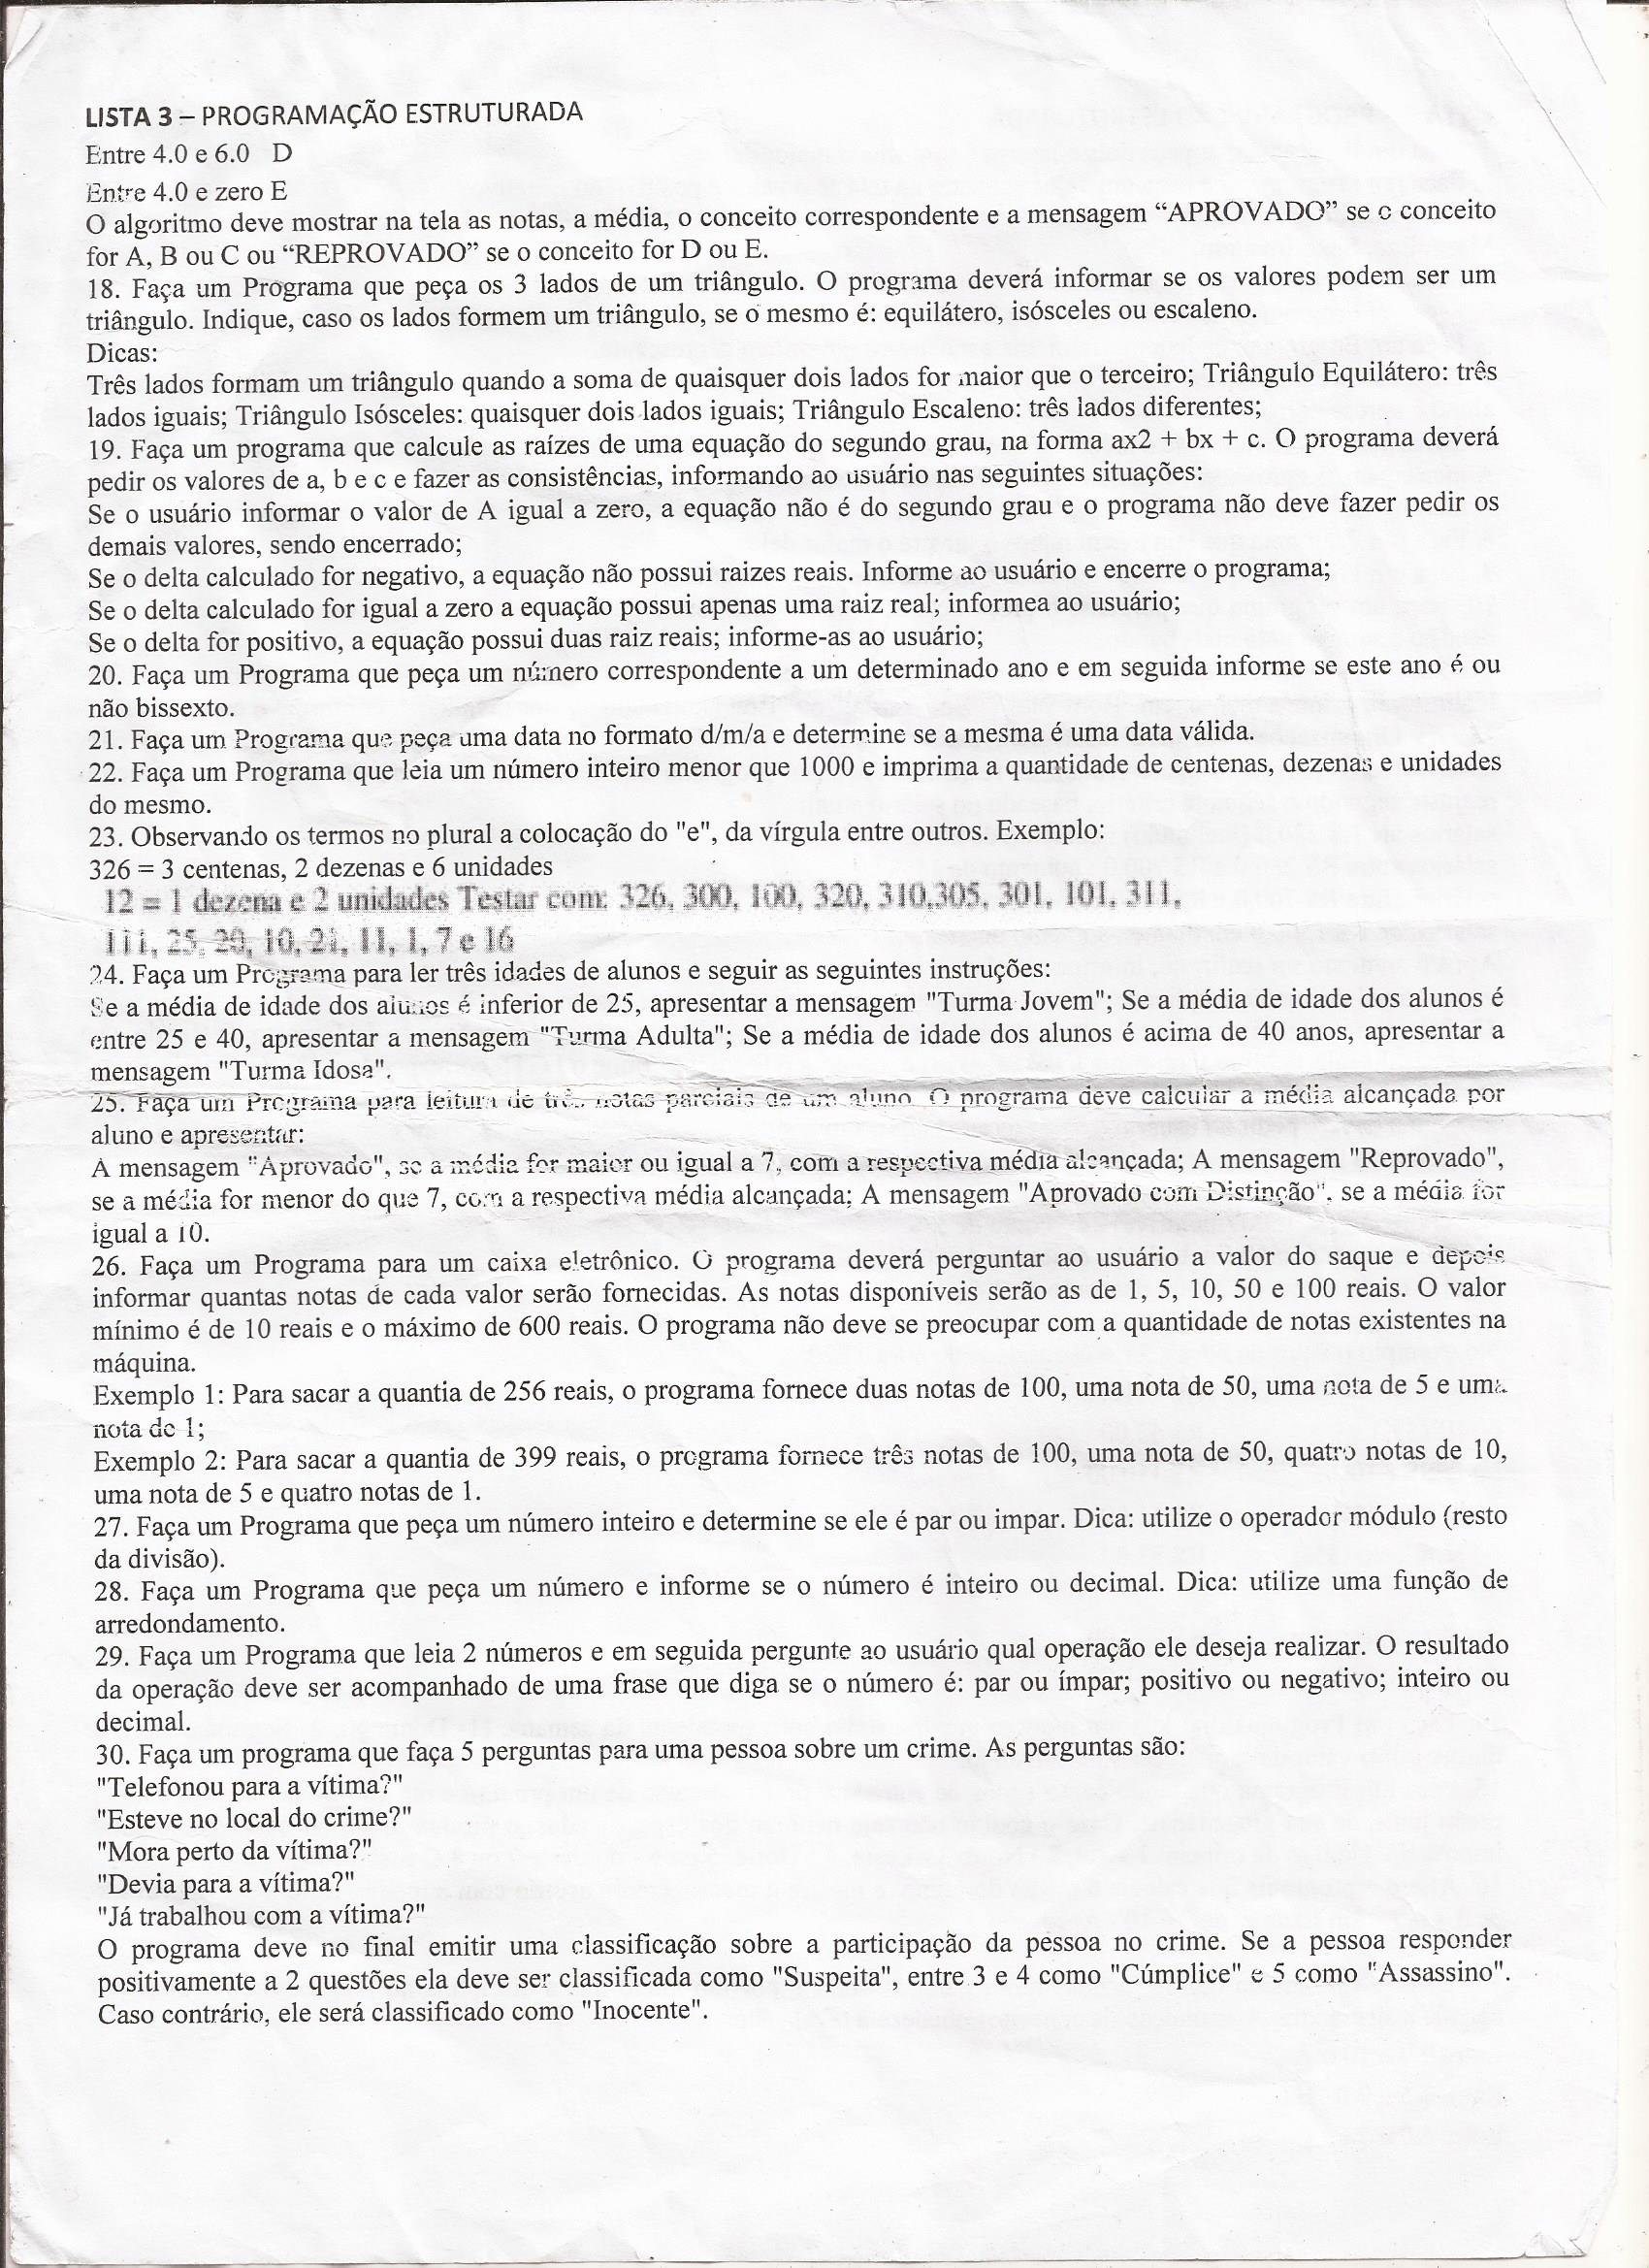 LISTA 3 – PROGRAMAÇÃO ESTRUTURADA
Entre 4.0 e 6.0 D
Entre 4.0 e zero E
O algoritmo deve mostrar na tela as notas, a média, o conceito correspondente e a mensagem “APROVADO” se o conceito
for A, B ou C ou “REPROVADO” se o conceito for D ou E.
18. Faça um Programa que peça os 3 lados de um triângulo. O programa deverá informar se os valores podem ser um
triângulo. Indique, caso os lados formem um triângulo, se o mesmo é: equilátero, isósceles ou escaleno.
Dicas:
Três lados formam um triângulo quando a soma de quaisquer dois lados for maior que o terceiro; Triângulo Equilátero: três
lados iguais; Triângulo Isósceles: quaisquer dois lados iguais; Triângulo Escaleno: três lados diferentes;
19. Faça um programa que calcule as raízes de uma equação do segundo grau, na forma ax2 + bx + c. O programa deverá
pedir os valores de a, b e c e fazer as consistências, informando ao usuário nas seguintes situações:
Se o usuário informar o valor de A igual a zero, a equação não é do segundo grau e o programa não deve fazer pedir os
demais valores, sendo encerrado;
Se o delta calculado for negativo, a equação não possui raizes reais. Informe ao usuário e encerre o programa;
Se o delta calculado for igual a zero a equação possui apenas uma raiz real; informea ao usuário;
Se o delta for positivo, a equação possui duas raiz reais; informe-as ao usuário;
20. Faça um Programa que peça um número correspondente a um determinado ano e em seguida informe se este ano é ou
não bissexto.
21. Faça um Programa que peça uma data no formato d/m/a e determine se a mesma é uma data válida.
22. Faça um Programa que leia um número inteiro menor que 1000 e imprima a quantidade de centenas, dezenas e unidades
do mesmo.
23. Observando os termos no plural a colocação do "e", da vírgula entre outros. Exemplo:
326 = 3 centenas, 2 dezenas e 6 unidades
12 = 1 dezena e 2 unidades Testar com: 326, 300, 100, 320, 310,305, 301, 101, 311,
111, 25, 20, 10, 21, 11, 1, 7 e 16
24. Faça um Programa para ler três idades de alunos e seguir as seguintes instruções:
Se a média de idade dos alunos é inferior de 25, apresentar a mensagem "Turma Jovem"; Se a média de idade dos alunos é
entre 25 e 40, apresentar a mensagem "Turma Adulta"; Se a média de idade dos alunos é acima de 40 anos, apresentar a
mensagem "Turma Idosa".
25. Faça um Programa para leitura de três notas parciais de um aluno. O programa deve calcular a média alcançada por
aluno e apresentar:
A mensagem "Aprovado", se a média for maior ou igual a 7, com a respectiva média alcançada; A mensagem "Reprovado",
se a média for menor do que 7, com a respectiva média alcançada; A mensagem "Aprovado com Distinção", se a média for
igual a 10.
26. Faça um Programa para um caixa eletrônico. O programa deverá perguntar ao usuário a valor do saque e depois
informar quantas notas de cada valor serão fornecidas. As notas disponíveis serão as de 1, 5, 10, 50 e 100 reais. O valor
mínimo é de 10 reais e o máximo de 600 reais. O programa não deve se preocupar com a quantidade de notas existentes na
máquina.
Exemplo 1: Para sacar a quantia de 256 reais, o programa fornece duas notas de 100, uma nota de 50, uma nota de 5 e uma
nota de 1;
Exemplo 2: Para sacar a quantia de 399 reais, o programa fornece três notas de 100, uma nota de 50, quatro notas de 10,
uma nota de 5 e quatro notas de 1.
27. Faça um Programa que peça um número inteiro e determine se ele é par ou impar. Dica: utilize o operador módulo (resto
da divisão).
28. Faça um Programa que peça um número e informe se o número é inteiro ou decimal. Dica: utilize uma função de
arredondamento.
29. Faça um Programa que leia 2 números e em seguida pergunte ao usuário qual operação ele deseja realizar. O resultado
da operação deve ser acompanhado de uma frase que diga se o número é: par ou ímpar; positivo ou negativo; inteiro ou
decimal.
30. Faça um programa que faça 5 perguntas para uma pessoa sobre um crime. As perguntas são:
"Telefonou para a vítima?"
"Esteve no local do crime?"
"Mora perto da vítima?"
"Devia para a vítima?"
"Já trabalhou com a vítima?"
O programa deve no final emitir uma classificação sobre a participação da pessoa no crime. Se a pessoa responder
positivamente a 2 questões ela deve ser classificada como "Suspeita", entre 3 e 4 como "Cúmplice" e 5 como "Assassino".
Caso contrário, ele será classificado como "Inocente".